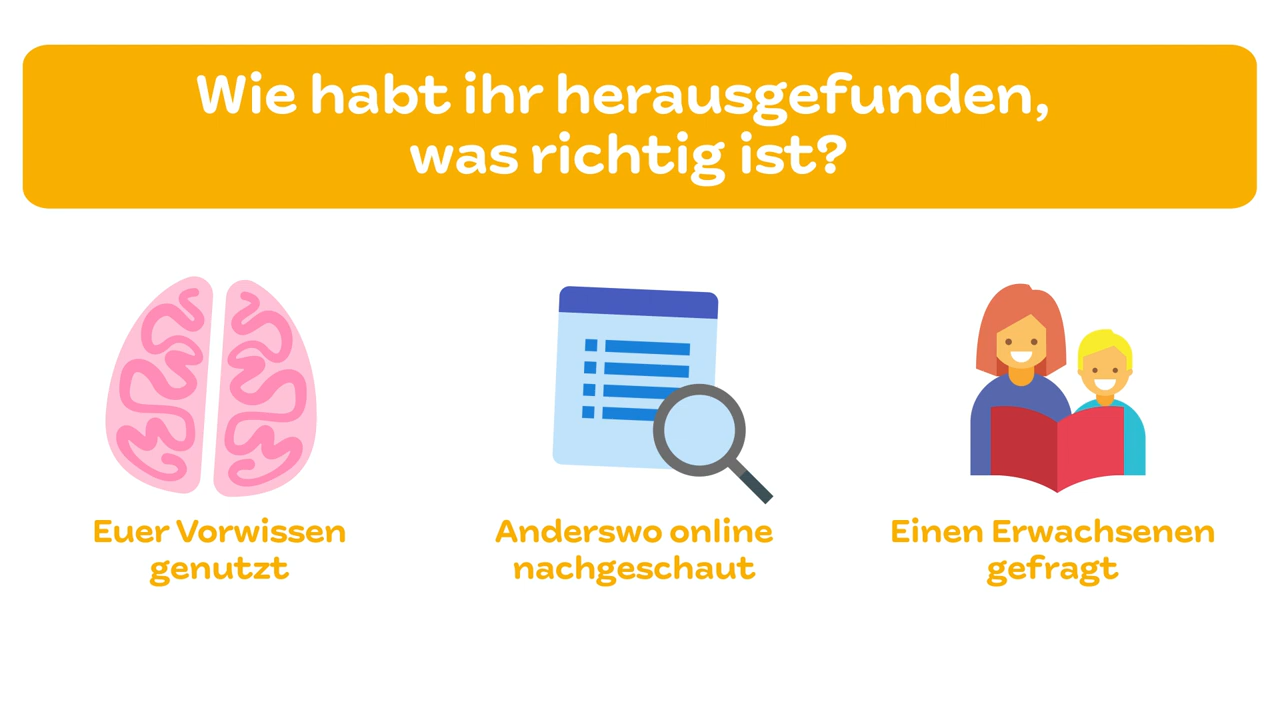 Wie habt ihr herausgefunden,
was richtig ist?
Euer Vorwissen
genutzt
Anderswo online
nachgeschaut
Einen Erwachsenen
gefragt